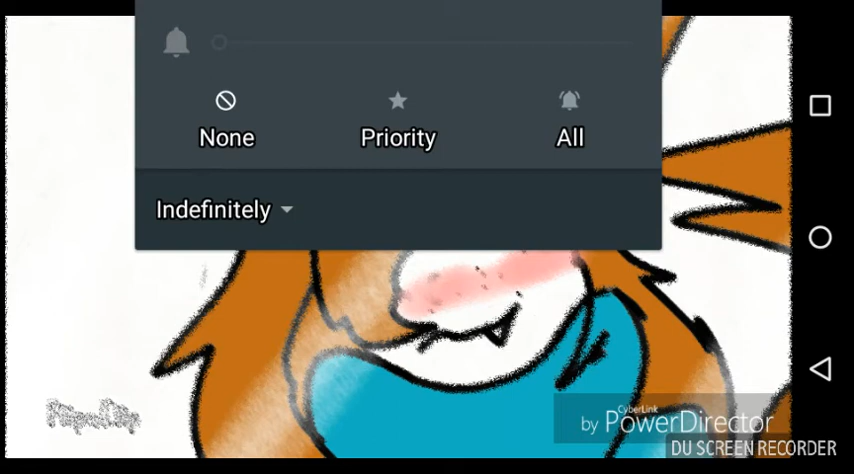 None
Priority
All
Indefinitely
CyberLink
by PowerDirector
DU SCREEN RECORDER